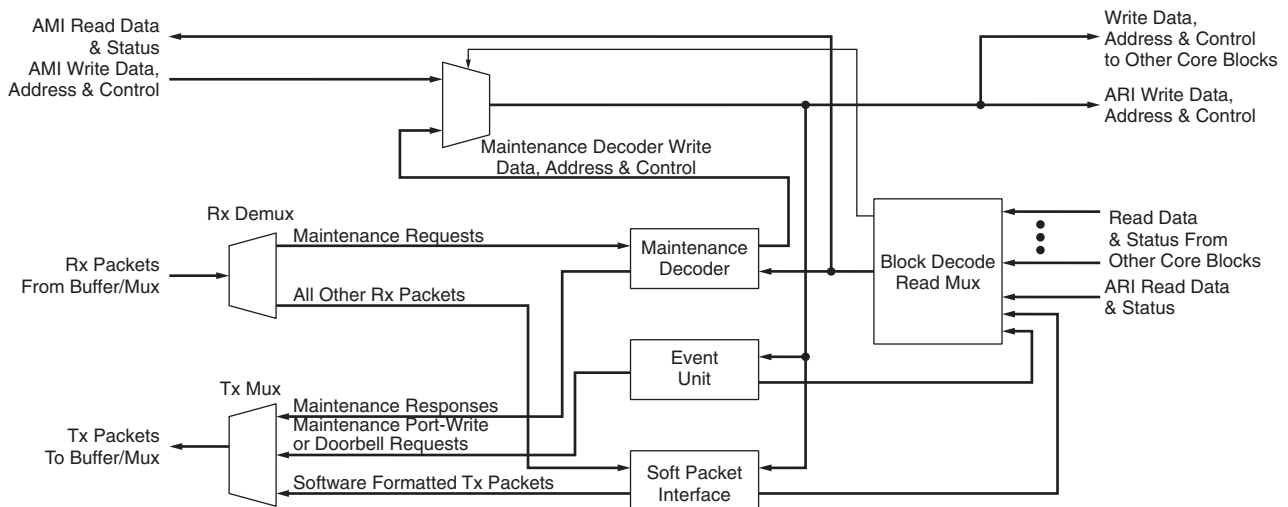 AMI Read Data
& Status
AMI Write Data,
Address & Control
Write Data,
Address & Control
to Other Core Blocks
ARI Write Data,
Address & Control
Maintenance Decoder Write
Data, Address & Control
Rx Demux
Maintenance Requests
Rx Packets
From Buffer/Mux
All Other Rx Packets
Maintenance
Decoder
Block Decode
Read Mux
Read Data
& Status From
Other Core Blocks
ARI Read Data
& Status
Event
Unit
Tx Mux
Maintenance Responses
Maintenance Port-Write
or Doorbell Requests
Tx Packets
To Buffer/Mux
Software Formatted Tx Packets
Soft Packet
Interface